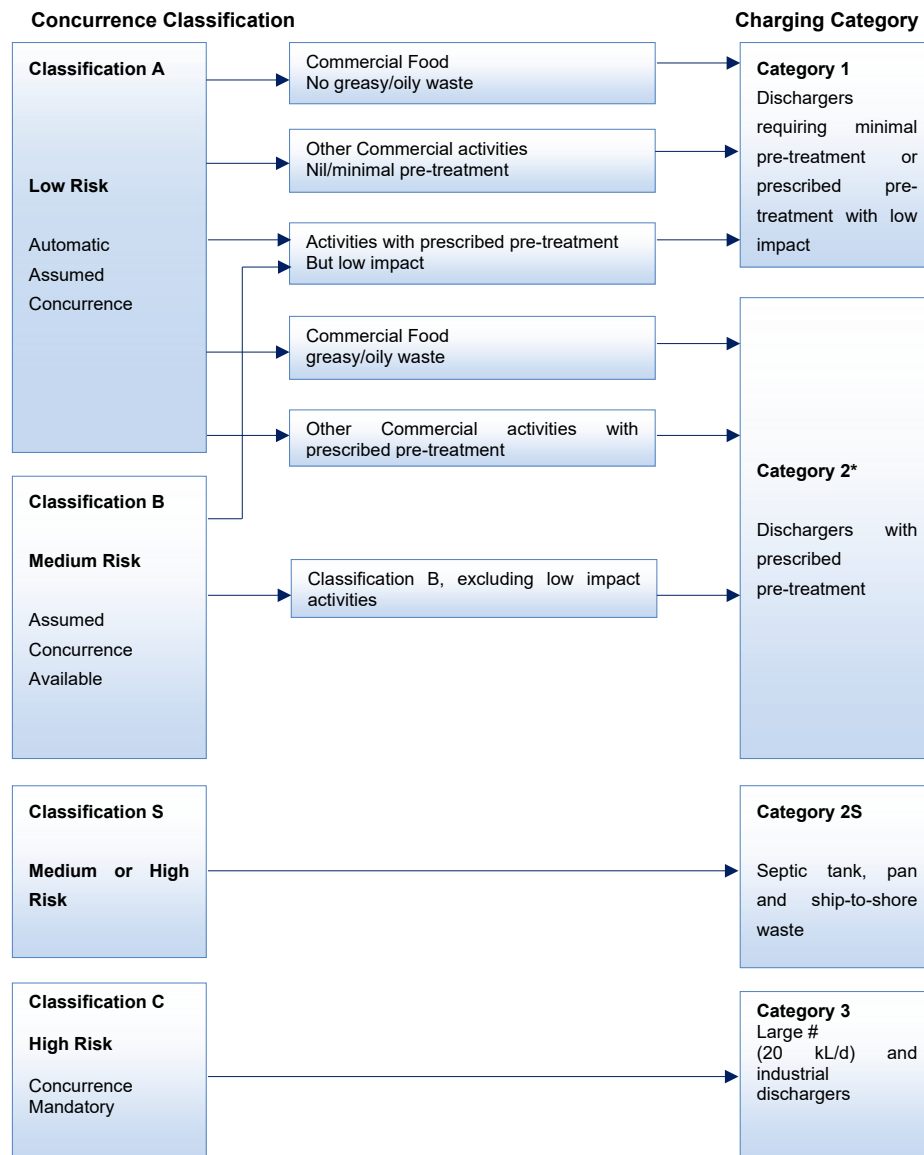 Concurrence Classification
Charging Category
Classification A
Low Risk
Automatic
Assumed
Concurrence
Commercial Food
No greasy/oily waste
Other Commercial activities
Nil/minimal pre-treatment
Activities with prescribed pre-treatment
But low impact
Commercial Food
greasy/oily waste
Other Commercial activities with
prescribed pre-treatment
Category 1
Dischargers
requiring minimal
pre-treatment or
prescribed pre-
treatment with low
impact
Classification B
Medium Risk
Assumed
Concurrence
Available
Classification B, excluding low impact
activities
Category 2*
Dischargers with
prescribed
pre-treatment
Classification S
Medium or High
Risk
Category 2S
Septic tank, pan
and ship-to-shore
waste
Classification C
High Risk
Concurrence
Mandatory
Category 3
Large #
(20 kL/d) and
industrial
dischargers